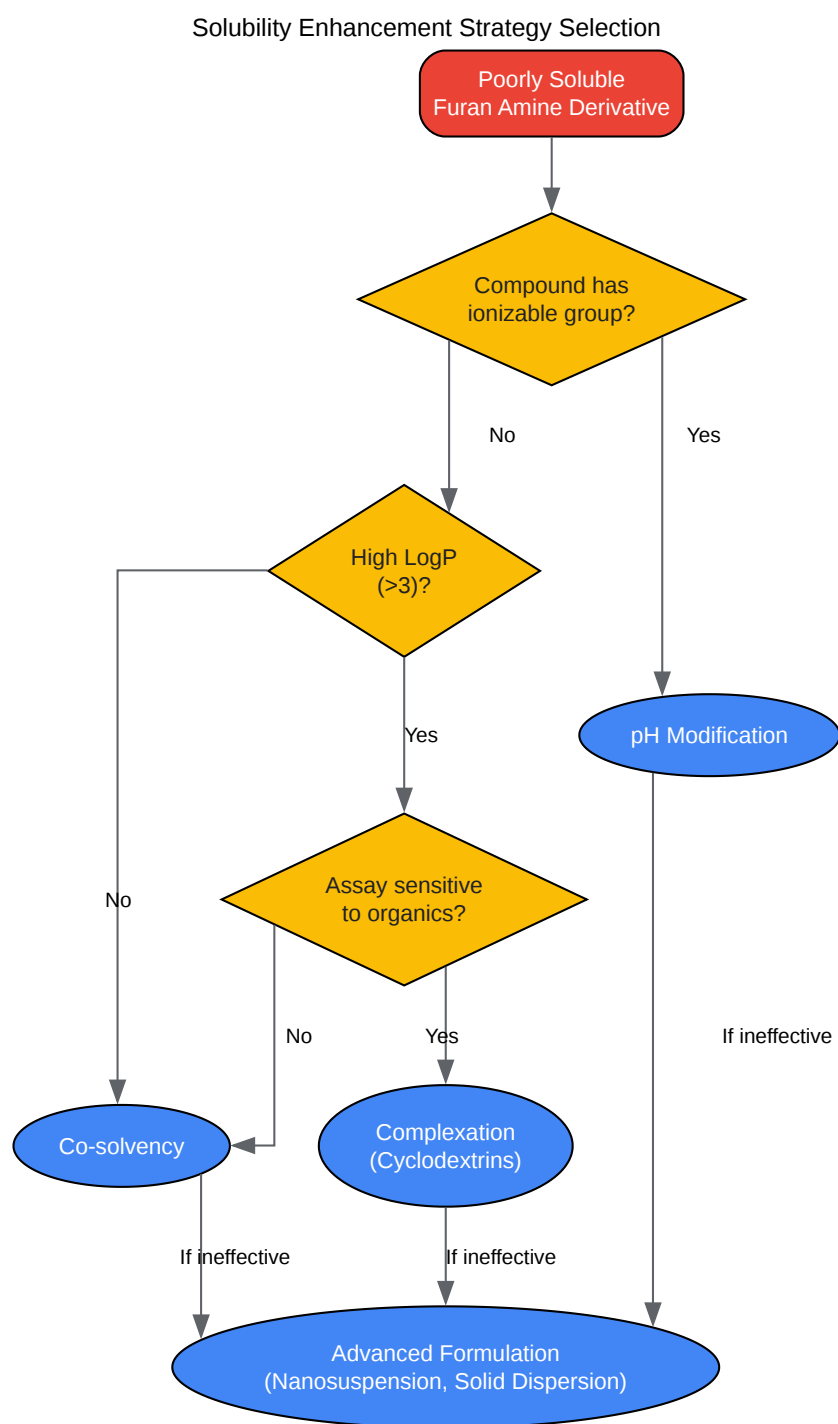 Solubility Enhancement Strategy Selection
Poorly Soluble
Furan Amine Derivative
Compound has
ionizable group?
No
Yes
High LogP
(>3)?
Yes
pH Modification
Assay sensitive
to organics?
No
No
Yes
If ineffective
Co-solvency
Complexation
(Cyclodextrins)
If ineffective
If ineffective
Advanced Formulation
(Nanosuspension, Solid Dispersion)